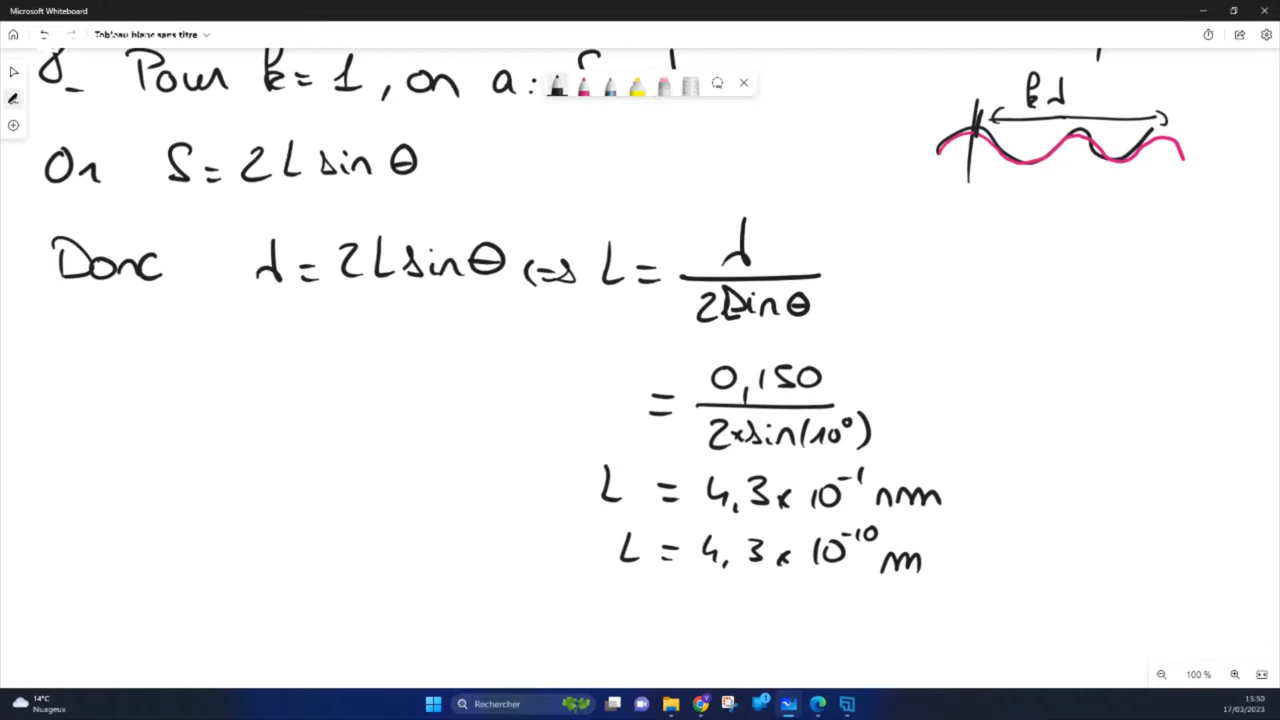 Microsoft Whiteboard
Tableau blanc sans titre
8_ Pour k=1, on a:
kλ
Or S = 2L sin θ
Donc λ = 2L sin θ <=> L = λ / 2 sin θ
= 0,150 / 2×sin(10°)
L = 4,3 × 10⁻¹ nm
L = 4,3 × 10⁻¹⁰ m
100 %
14°C
Nuageux
Rechercher
15:50
17/03/2023